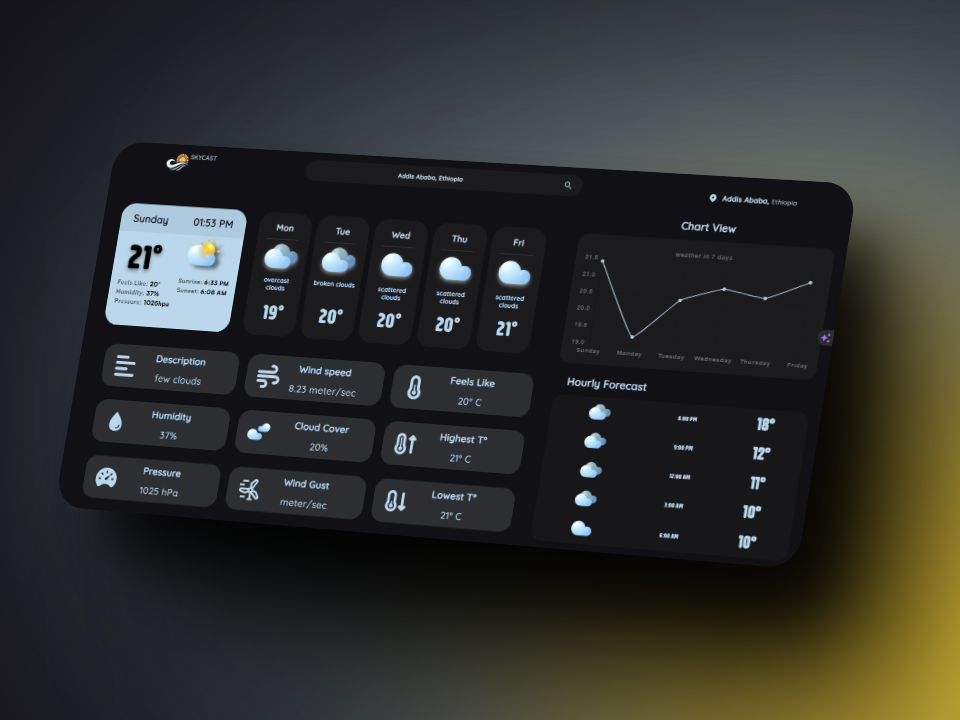 SKYCAST
Addis Ababa, Ethiopia
Addis Ababa, Ethiopia
Sunday 01:53 PM
21°
Feels Like: 20°
Humidity: 37%
Pressure: 1025hpa
Sunrise: 6:33 PM
Sunset: 6:08 AM
Mon
overcast
clouds
19°
Tue
broken clouds
20°
Wed
scattered
clouds
20°
Thu
scattered
clouds
20°
Fri
scattered
clouds
21°
Description
few clouds
Wind speed
8.23 meter/sec
Feels Like
20° C
Humidity
37%
Cloud Cover
20%
Highest T°
21° C
Pressure
1025 hPa
Wind Gust
meter/sec
Lowest T°
21° C
Chart View
weather in 7 days
21.5
21.0
20.5
20.0
19.5
19.0
Sunday Monday Tuesday Wednesday Thursday Friday
Hourly Forecast
6:00 PM 18°
9:00 PM 12°
12:00 AM 11°
3:00 AM 10°
6:00 AM 10°